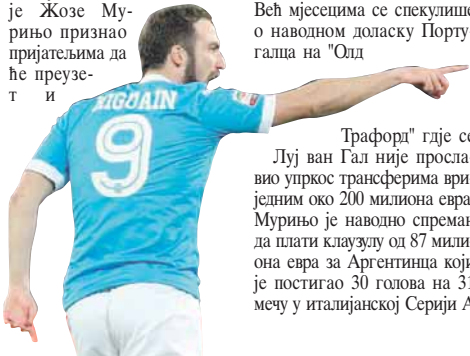 је Жозе Му-
рињо признао
пријатељима да
ће преузе-
т и
HIGUAIN
9
Већ мјесецима се спекулише
о наводном доласку Порту-
галца на "Олд
Трафорд" гдје се
Луј ван Гал није просла-
вио упркос трансферима ври-
једним око 200 милиона евра.
Мурињо је наводно спреман
да плати клаузулу од 87 мили-
она евра за Аргентинца који
је постигао 30 голова на 31
мечу у италијанској Серији А